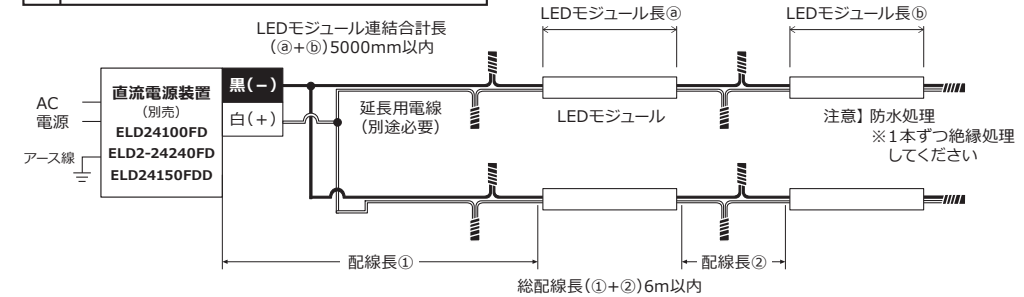 LEDモジュール連結合計長
(ⓐ+ⓑ)5000mm以内
LEDモジュール長ⓐ
LEDモジュール長ⓑ
AC
電源
アース線
直流電源装置
(別売)
ELD24100FD
ELD2-24240FD
ELD24150FDD
黒(−)
白(+)
延長用電線
(別途必要)
LEDモジュール
注意】防水処理
※1本ずつ絶縁処理
してください
配線長①
配線長②
総配線長(①+②)6m以内